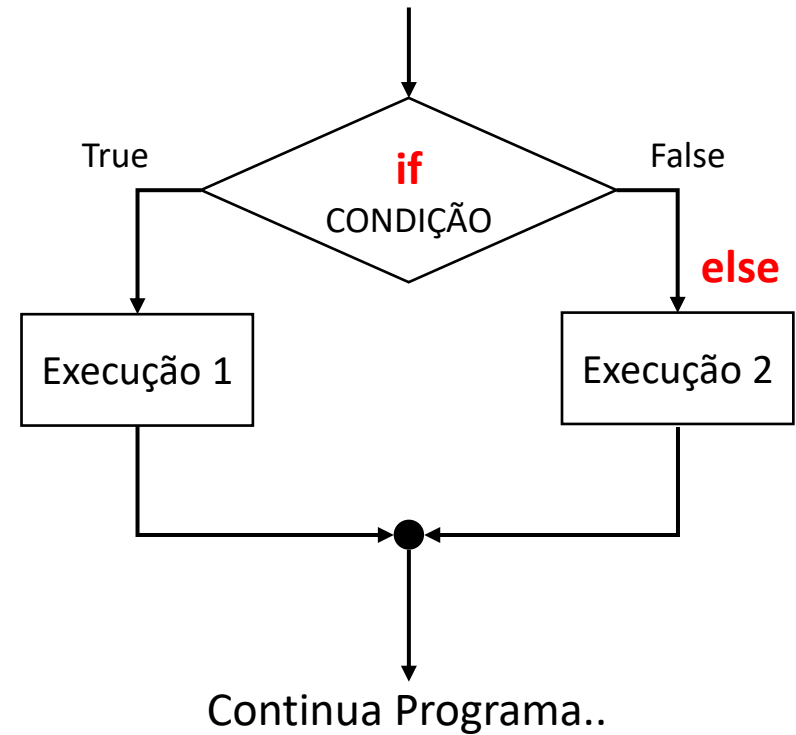 True
if
False
CONDIÇÃO
else
Execução 1
Execução 2
Continua Programa..